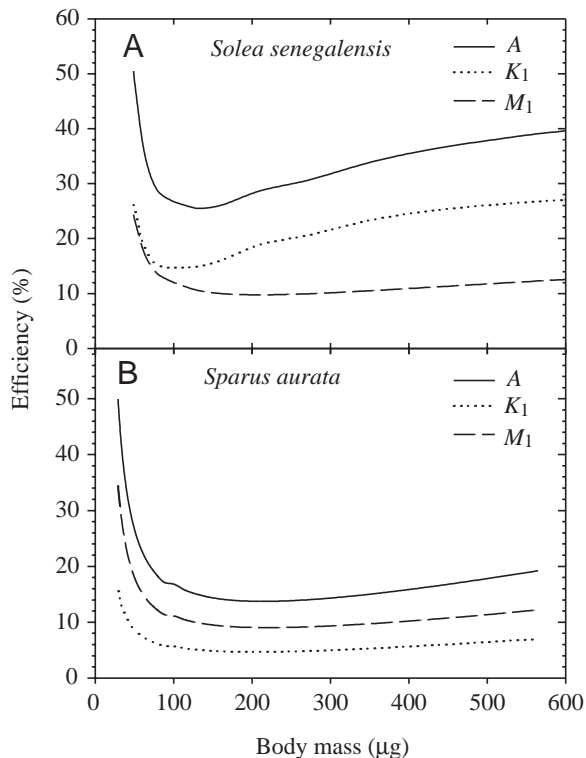 A
Solea senegalensis
A
K1
M1
60
50
40
30
20
10
0
Efficiency (%)
B
Sparus aurata
A
K1
M1
50
40
30
20
10
0
0 100 200 300 400 500 600
Body mass (µg)